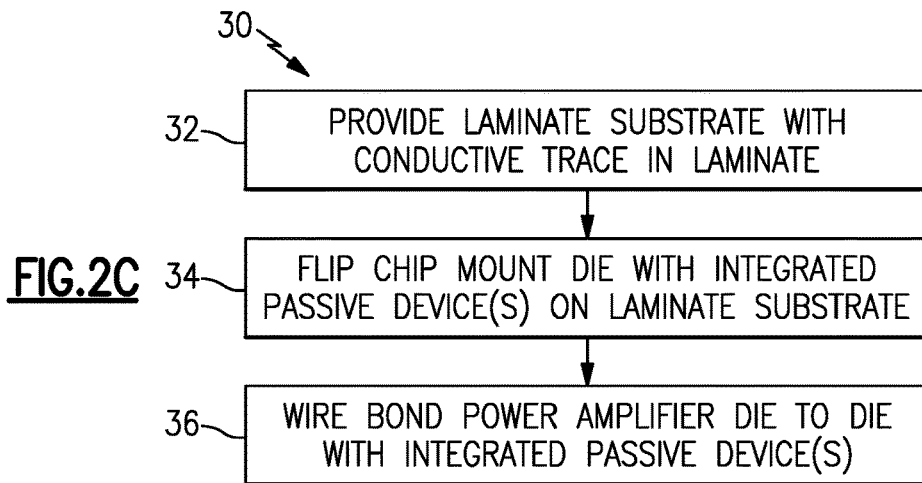 30
32
PROVIDE LAMINATE SUBSTRATE WITH
CONDUCTIVE TRACE IN LAMINATE
FIG.2C
34
FLIP CHIP MOUNT DIE WITH INTEGRATED
PASSIVE DEVICE(S) ON LAMINATE SUBSTRATE
36
WIRE BOND POWER AMPLIFIER DIE TO DIE
WITH INTEGRATED PASSIVE DEVICE(S)